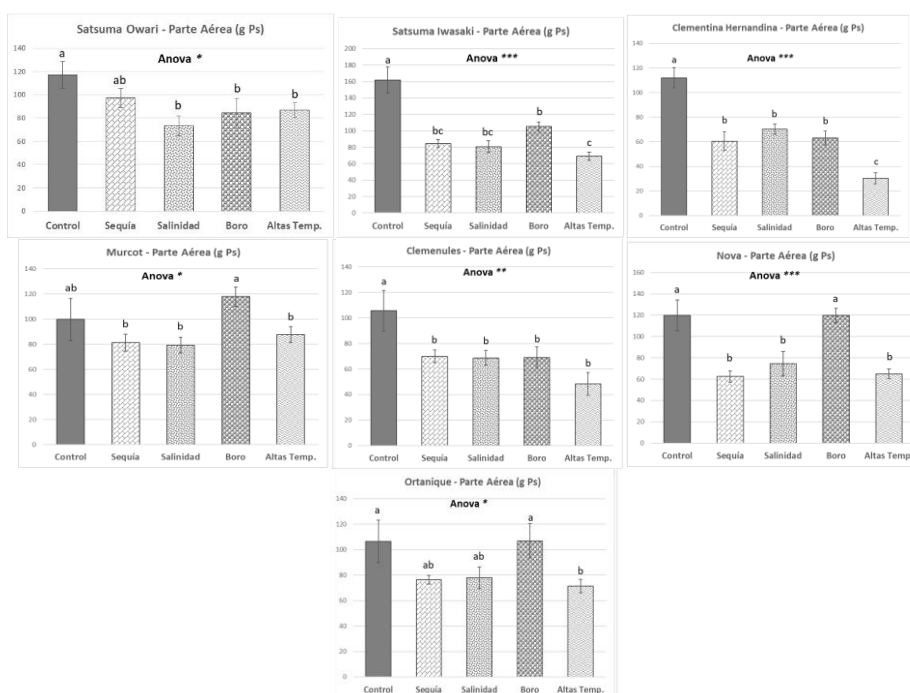 Satsuma Owari - Parte Aérea (g Ps)
Anova *
140
120
100
80
60
40
20
0
a
ab
b
b
b
Control Sequía Salinidad Boro Altas Temp.
Satsuma Iwasaki - Parte Aérea (g Ps)
Anova ***
200
180
160
140
120
100
80
60
40
20
0
a
bc
bc
b
c
Control Sequía Salinidad Boro Altas Temp.
Clementina Hernandina - Parte Aérea (g Ps)
Anova ***
140
120
100
80
60
40
20
0
a
b
b
b
c
Control Sequía Salinidad Boro Altas Temp.
Murcot - Parte Aérea (g Ps)
Anova *
140
120
100
80
60
40
20
0
ab
b
b
a
b
Control Sequía Salinidad Boro Altas Temp.
Clemenules - Parte Aérea (g Ps)
Anova **
140
120
100
80
60
40
20
0
a
b
b
b
b
Control Sequía Salinidad Boro Altas Temp.
Nova - Parte Aérea (g Ps)
Anova ***
160
140
120
100
80
60
40
20
0
a
b
b
a
b
Control Sequía Salinidad Boro Altas Temp.
Ortanique - Parte Aérea (g Ps)
Anova *
140
120
100
80
60
40
20
0
a
ab
ab
a
b
Control Sequía Salinidad Boro Altas Temp.